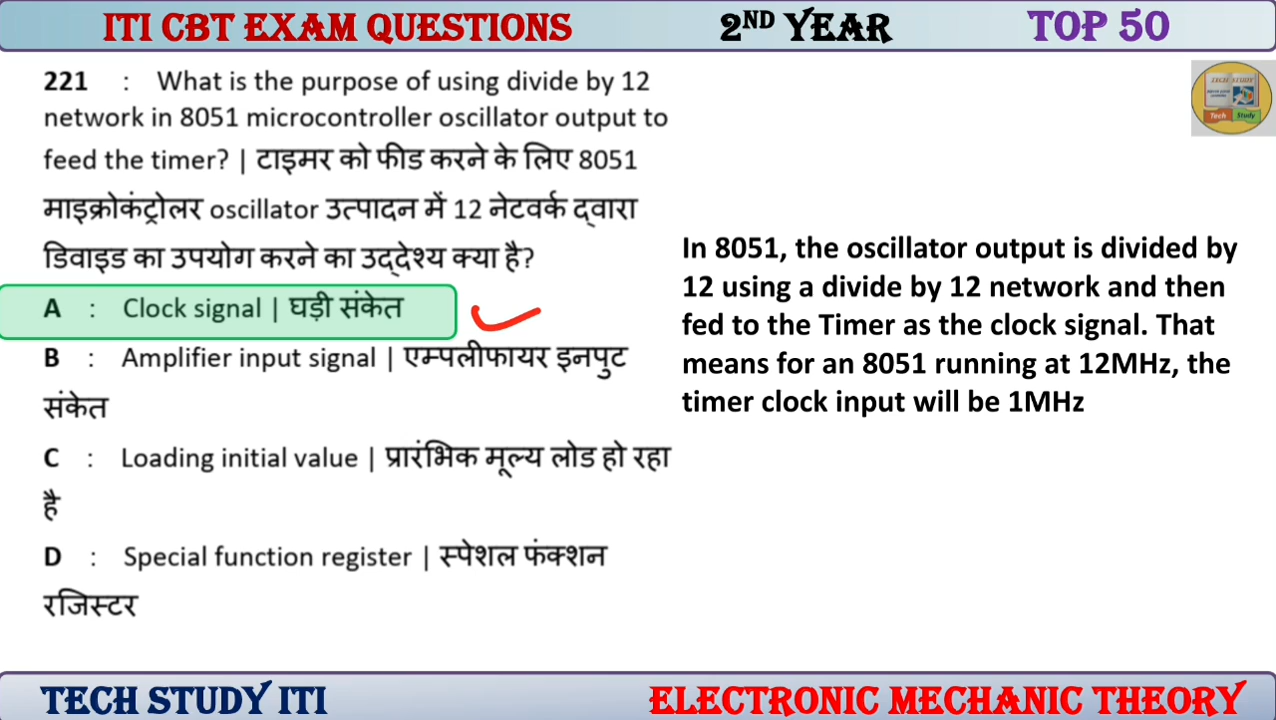 ITI CBT EXAM QUESTIONS 2ND YEAR TOP 50
TECH STUDY
Tech Study
221 : What is the purpose of using divide by 12
network in 8051 microcontroller oscillator output to
feed the timer? | टाइमर को फीड करने के लिए 8051
माइक्रोकंट्रोलर oscillator उत्पादन में 12 नेटवर्क द्वारा
डिवाइड का उपयोग करने का उद्देश्य क्या है?
A : Clock signal | घड़ी संकेत
B : Amplifier input signal | एम्पलीफायर इनपुट
संकेत
C : Loading initial value | प्रारंभिक मूल्य लोड हो रहा
है
D : Special function register | स्पेशल फंक्शन
रजिस्टर
In 8051, the oscillator output is divided by
12 using a divide by 12 network and then
fed to the Timer as the clock signal. That
means for an 8051 running at 12MHz, the
timer clock input will be 1MHz
TECH STUDY ITI ELECTRONIC MECHANIC THEORY